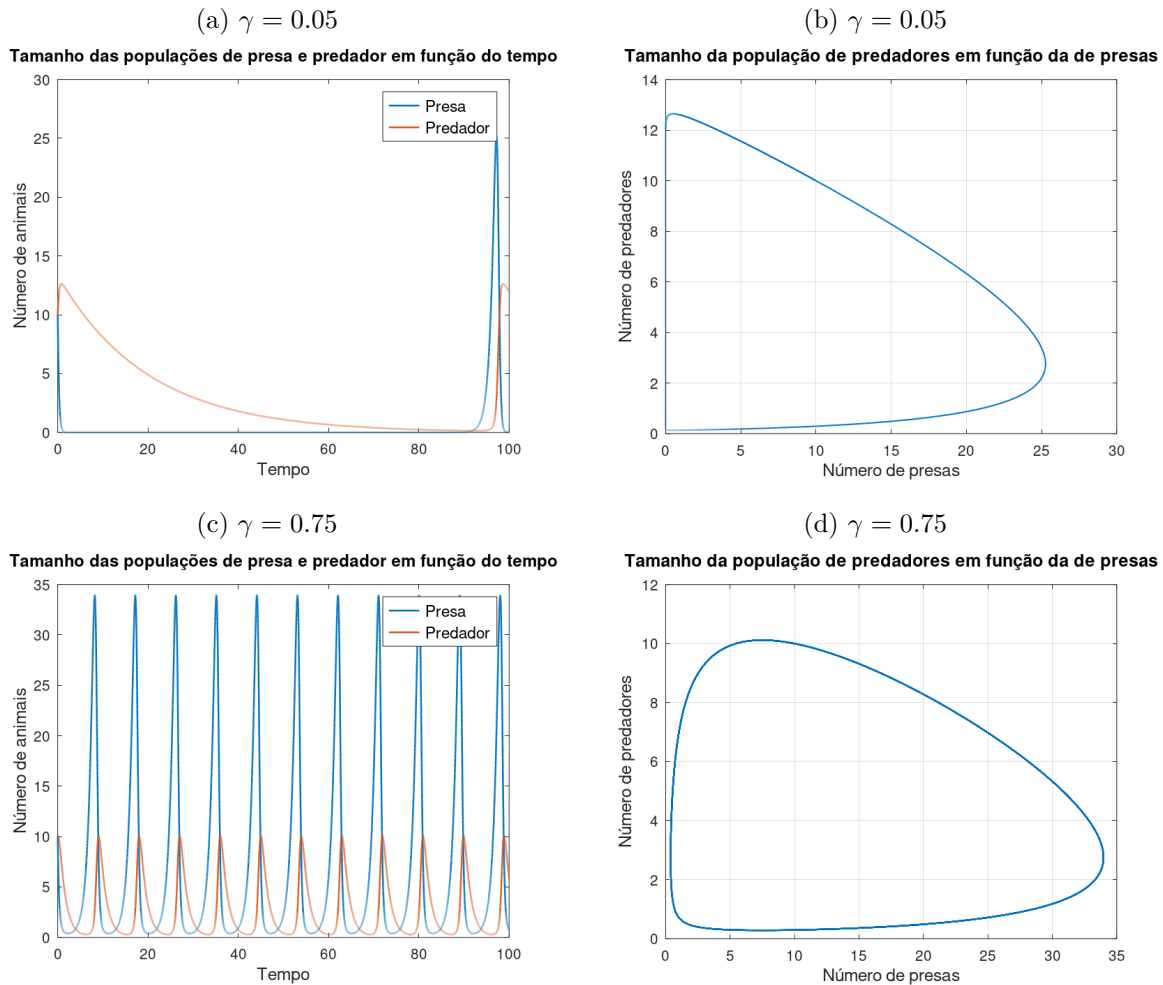 (a) γ = 0.05
Tamanho das populações de presa e predador em função do tempo
Número de animais
30
25
20
15
10
5
0
0 20 40 60 80 100
Tempo
Presa
Predador
(b) γ = 0.05
Tamanho da população de predadores em função da de presas
Número de predadores
14
12
10
8
6
4
2
0
0 5 10 15 20 25 30
Número de presas
(c) γ = 0.75
Tamanho das populações de presa e predador em função do tempo
Número de animais
35
30
25
20
15
10
5
0
0 20 40 60 80 100
Tempo
Presa
Predador
(d) γ = 0.75
Tamanho da população de predadores em função da de presas
Número de predadores
12
10
8
6
4
2
0
0 5 10 15 20 25 30 35
Número de presas